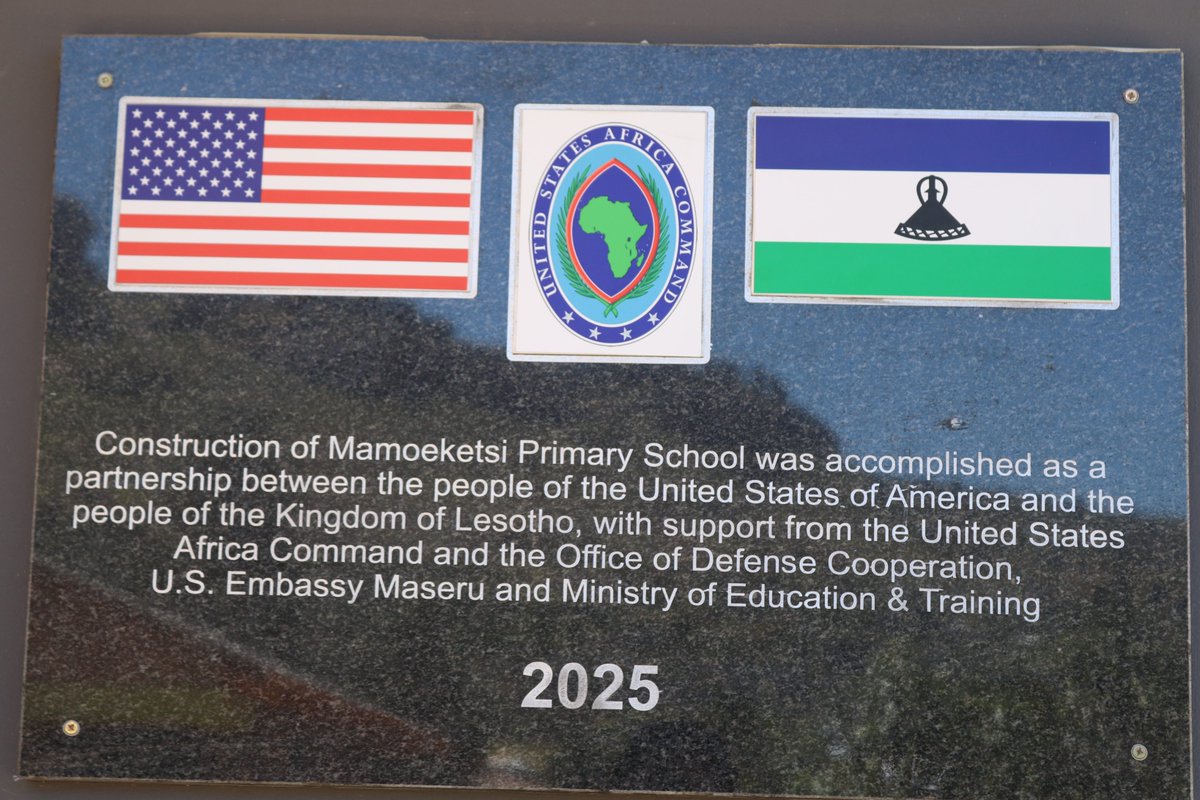 UNITED STATES AFRICA COMMAND
Construction of Mamoeketsi Primary School was accomplished as a
partnership between the people of the United States of America and the
people of the Kingdom of Lesotho, with support from the United States
Africa Command and the Office of Defense Cooperation,
U.S. Embassy Maseru and Ministry of Education & Training
2025